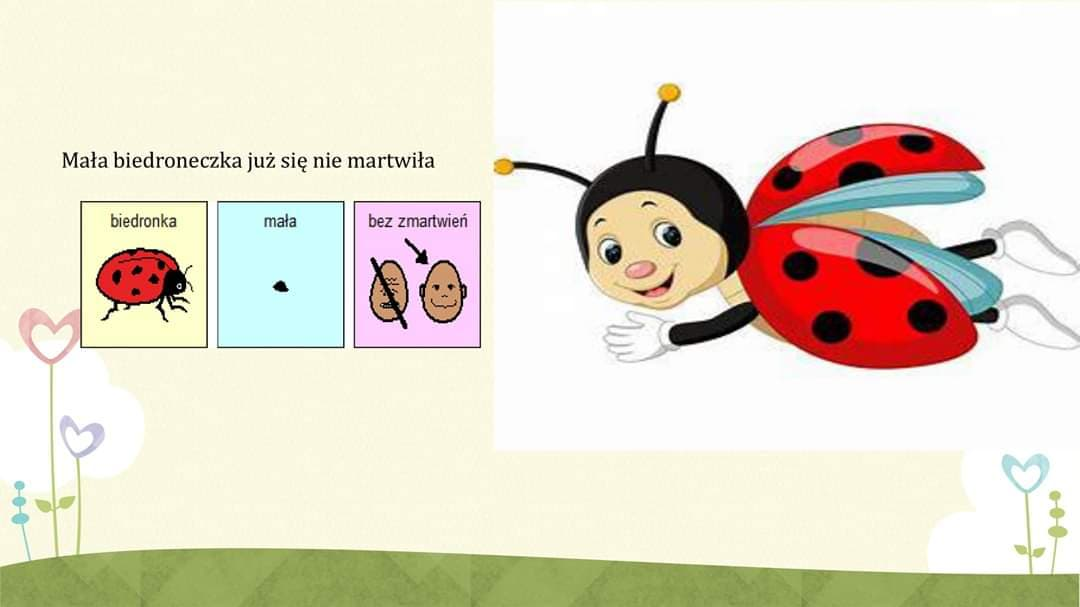 Mała biedroneczka już się nie martwiła
biedronka
mała
bez zmartwień